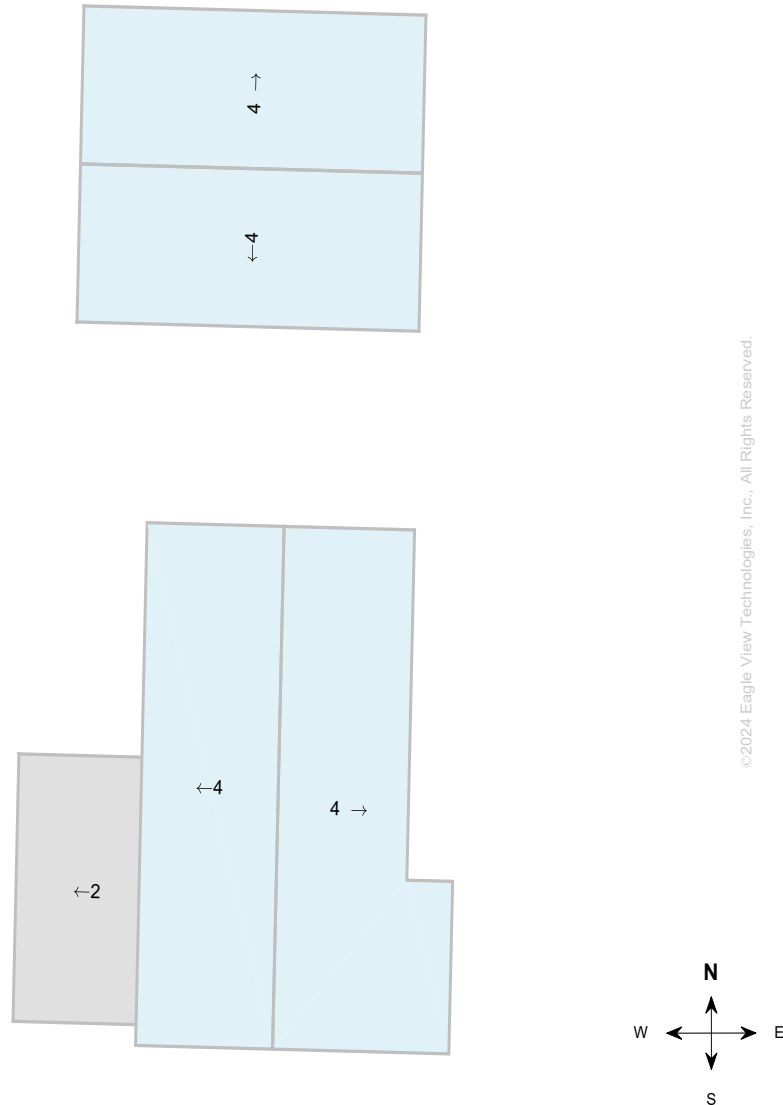 4 →
←4
←4
4 →
←2
N
W
E
S
©2024 Eagle View Technologies, Inc., All Rights Reserved.